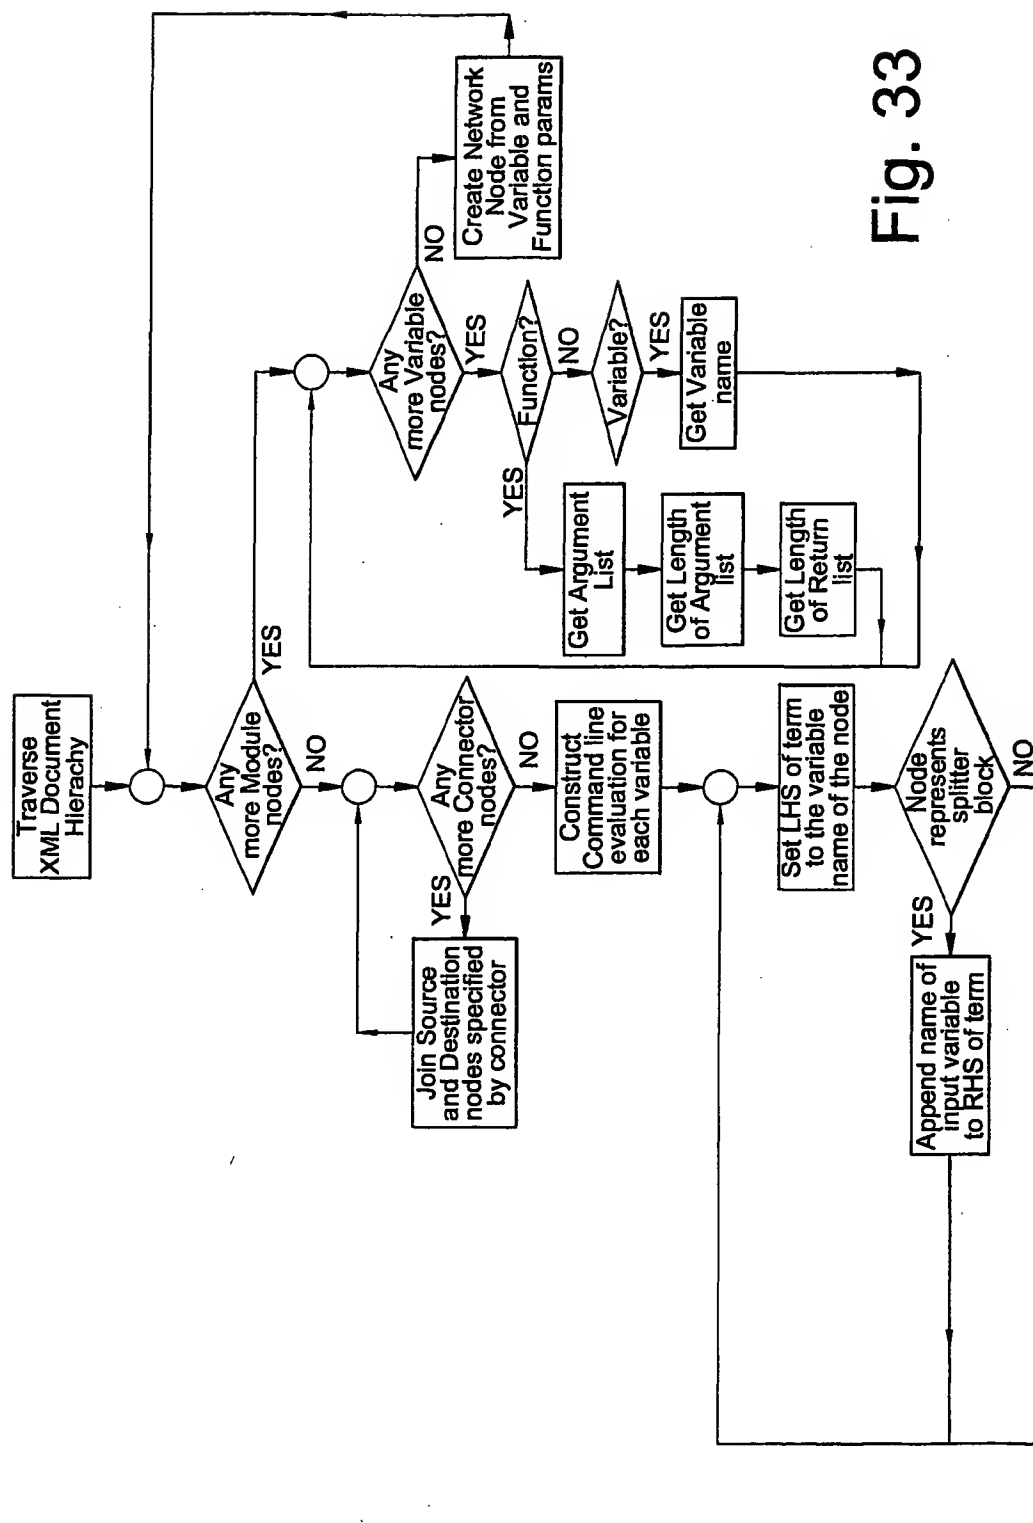 Traverse
XML Document
Hierachy
Any
more Module
nodes?
YES
NO
Any
more Variable
nodes?
NO
Create Network
Node from
Variable and
Function params
YES
Function?
YES
NO
Get Argument
List
Get Length
of Argument
list
Get Length
of Return
list
Variable?
YES
Get Variable
name
Any
more Connector
nodes?
YES
Join Source
and Destination
nodes specified
by connector
NO
Construct
Command line
evaluation for
each variable
Set LHS of term
to the variable
name of the node
Node
represents
splitter
block
YES
Append name of
input variable
to RHS of term
NO
Fig. 33